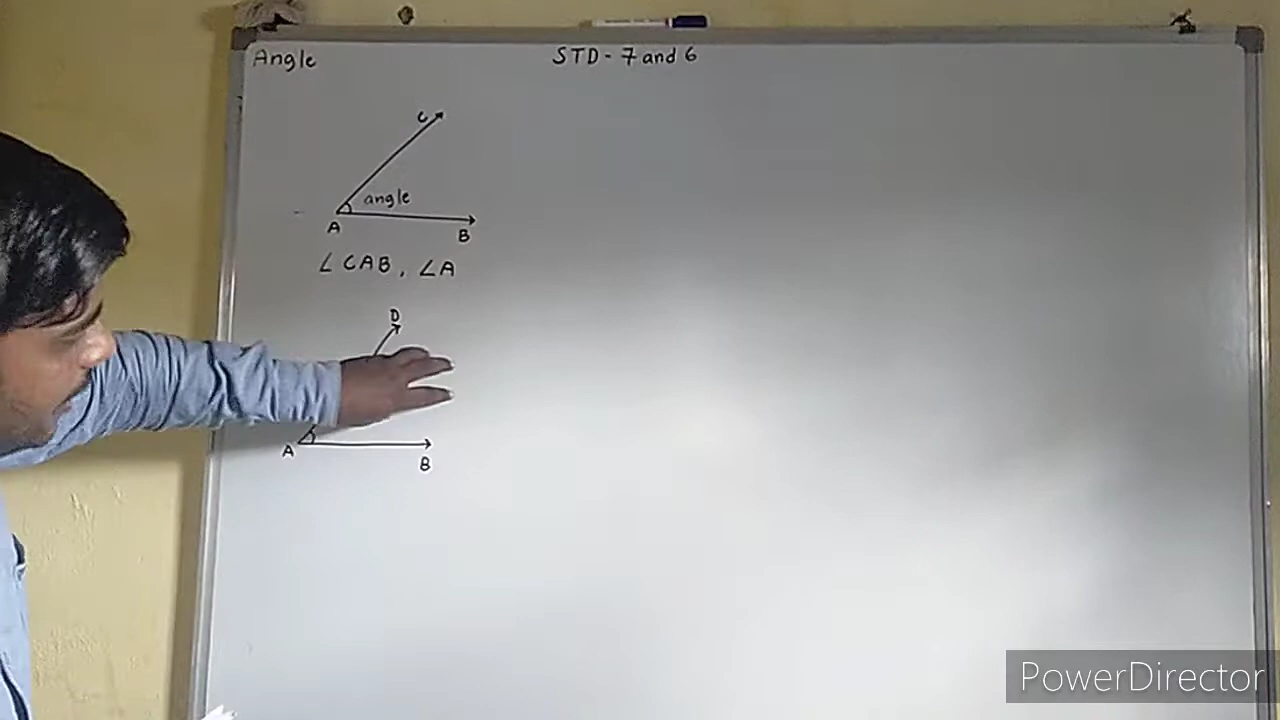 Angle STD - 7 and 6
C
angle
A B
∠CAB, ∠A
D
A B
PowerDirector